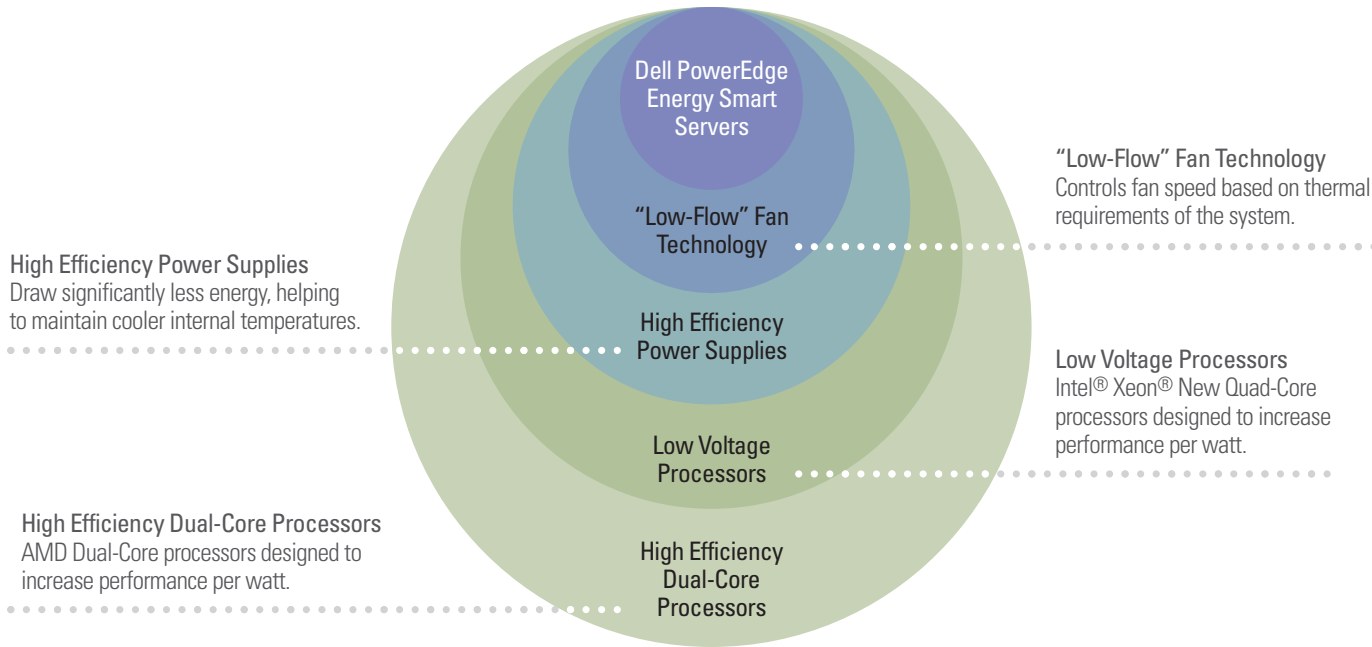 Dell PowerEdge
Energy Smart
Servers
“Low-Flow” Fan
Technology
High Efficiency
Power Supplies
Low Voltage
Processors
High Efficiency
Dual-Core
Processors
“Low-Flow” Fan Technology
Controls fan speed based on thermal
requirements of the system.
High Efficiency Power Supplies
Draw significantly less energy, helping
to maintain cooler internal temperatures.
Low Voltage Processors
Intel® Xeon® New Quad-Core
processors designed to increase
performance per watt.
High Efficiency Dual-Core Processors
AMD Dual-Core processors designed to
increase performance per watt.